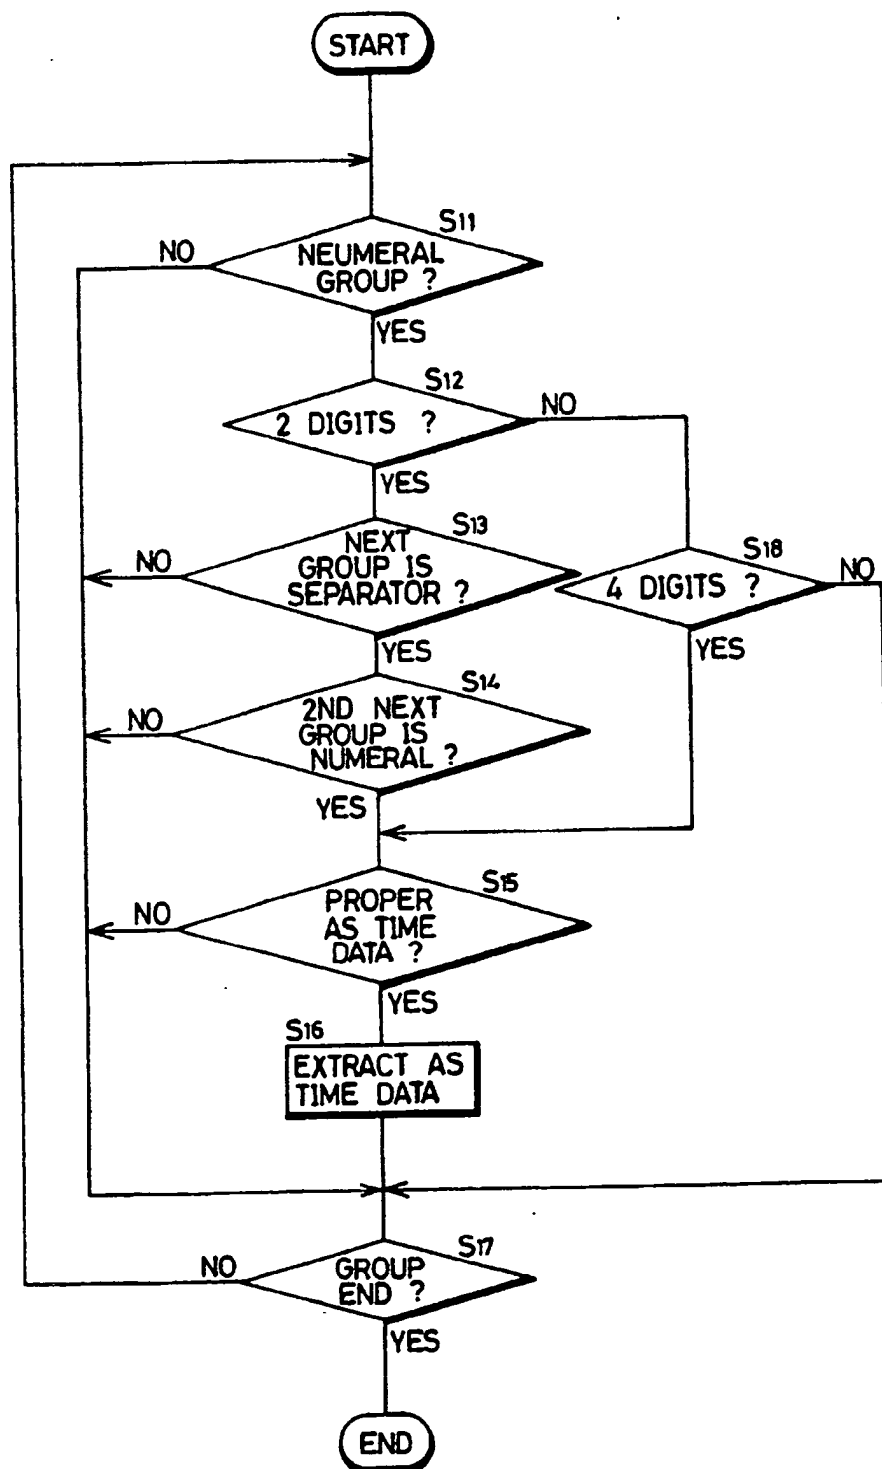 START
S11
NO
NEUMERAL
GROUP ?
YES
S12
2 DIGITS ?
NO
YES
S13
NEXT
GROUP IS
SEPARATOR ?
NO
YES
S18
4 DIGITS ?
NO
YES
S14
2ND NEXT
GROUP IS
NUMERAL ?
NO
YES
S15
PROPER
AS TIME
DATA ?
NO
YES
S16
EXTRACT AS
TIME DATA
S17
NO
GROUP
END ?
YES
END